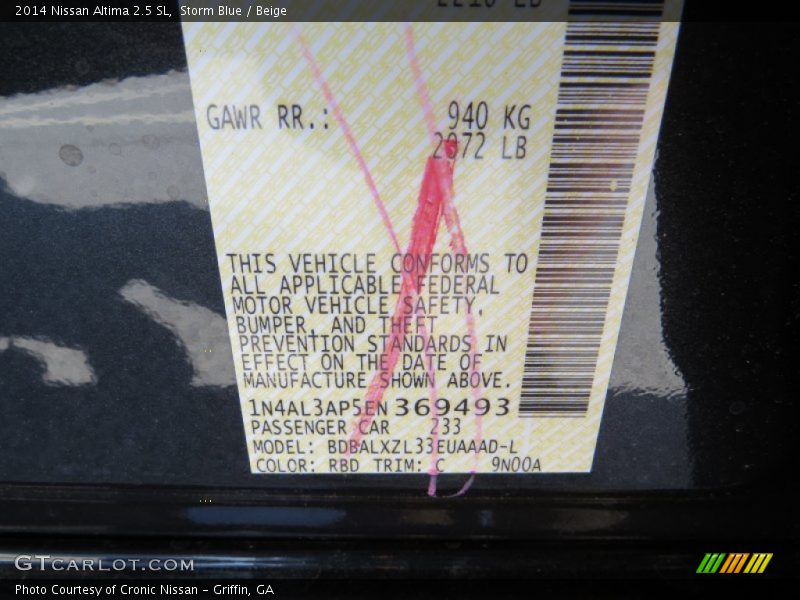 2014 Nissan Altima 2.5 SL, Storm Blue / Beige
2210 LB
GAWR RR.: 940 KG
2072 LB
THIS VEHICLE CONFORMS TO
ALL APPLICABLE FEDERAL
MOTOR VEHICLE SAFETY,
BUMPER, AND THEFT
PREVENTION STANDARDS IN
EFFECT ON THE DATE OF
MANUFACTURE SHOWN ABOVE.
1N4AL3AP5EN369493
PASSENGER CAR 233
MODEL: BDBALXZL33EUAAAD-L
COLOR: RBD TRIM: C 9N00A
GTCARLOT.COM
Photo Courtesy of Cronic Nissan - Griffin, GA